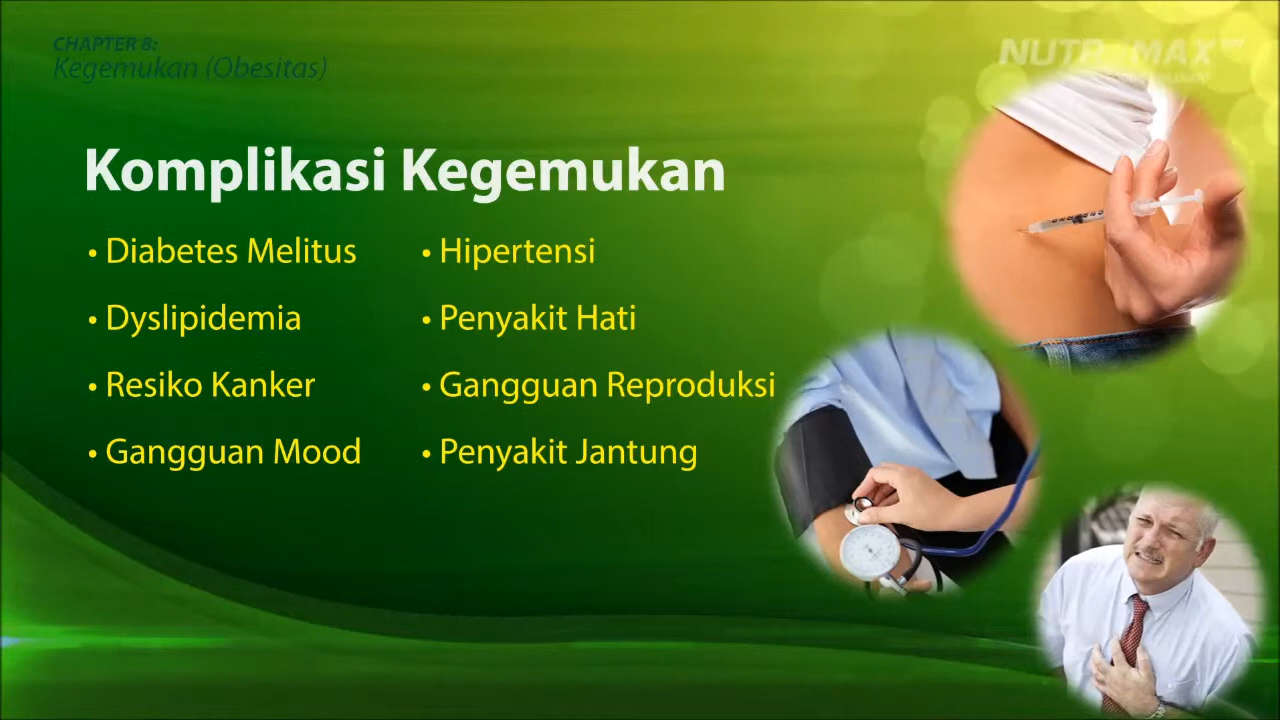 CHAPTER 8:
Kegemukan (Obesitas)
Komplikasi Kegemukan
• Diabetes Melitus
• Dyslipidemia
• Resiko Kanker
• Gangguan Mood
• Hipertensi
• Penyakit Hati
• Gangguan Reproduksi
• Penyakit Jantung